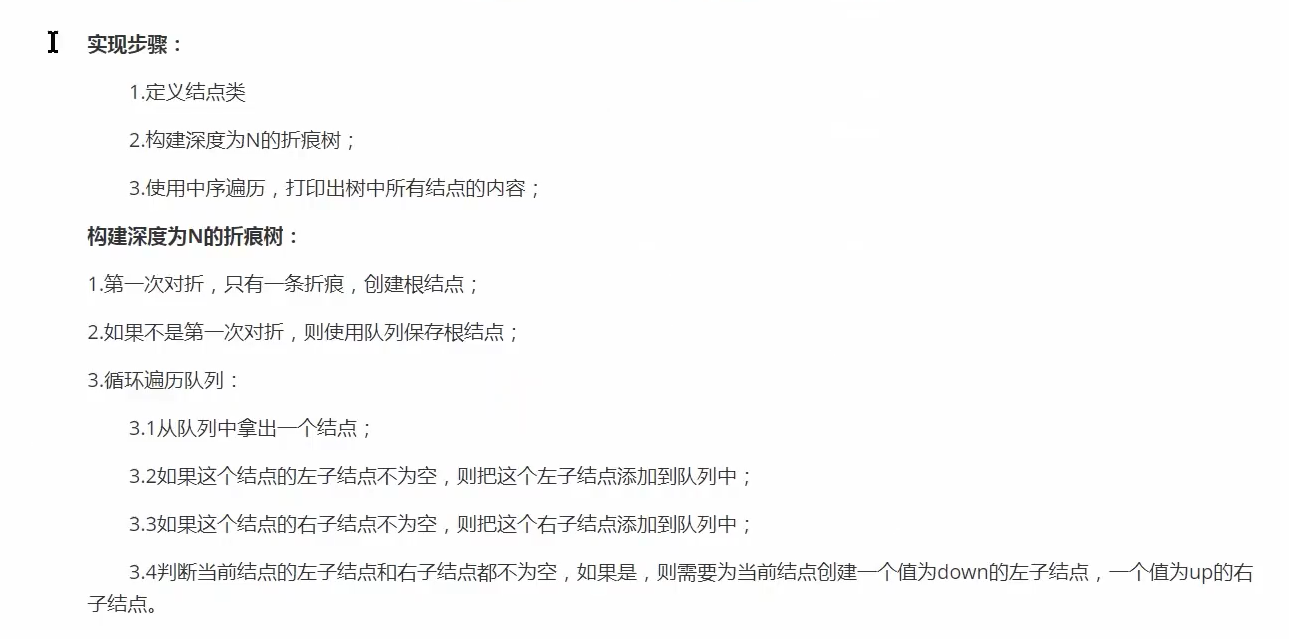 实现步骤：
1.定义结点类
2.构建深度为N的折痕树；
3.使用中序遍历，打印出树中所有结点的内容；
构建深度为N的折痕树：
1.第一次对折，只有一条折痕，创建根结点；
2.如果不是第一次对折，则使用队列保存根结点；
3.循环遍历队列：
3.1从队列中拿出一个结点；
3.2如果这个结点的左子结点不为空，则把这个左子结点添加到队列中；
3.3如果这个结点的右子结点不为空，则把这个右子结点添加到队列中；
3.4判断当前结点的左子结点和右子结点都不为空，如果是，则需要为当前结点创建一个值为down的左子结点，一个值为up的右
子结点。